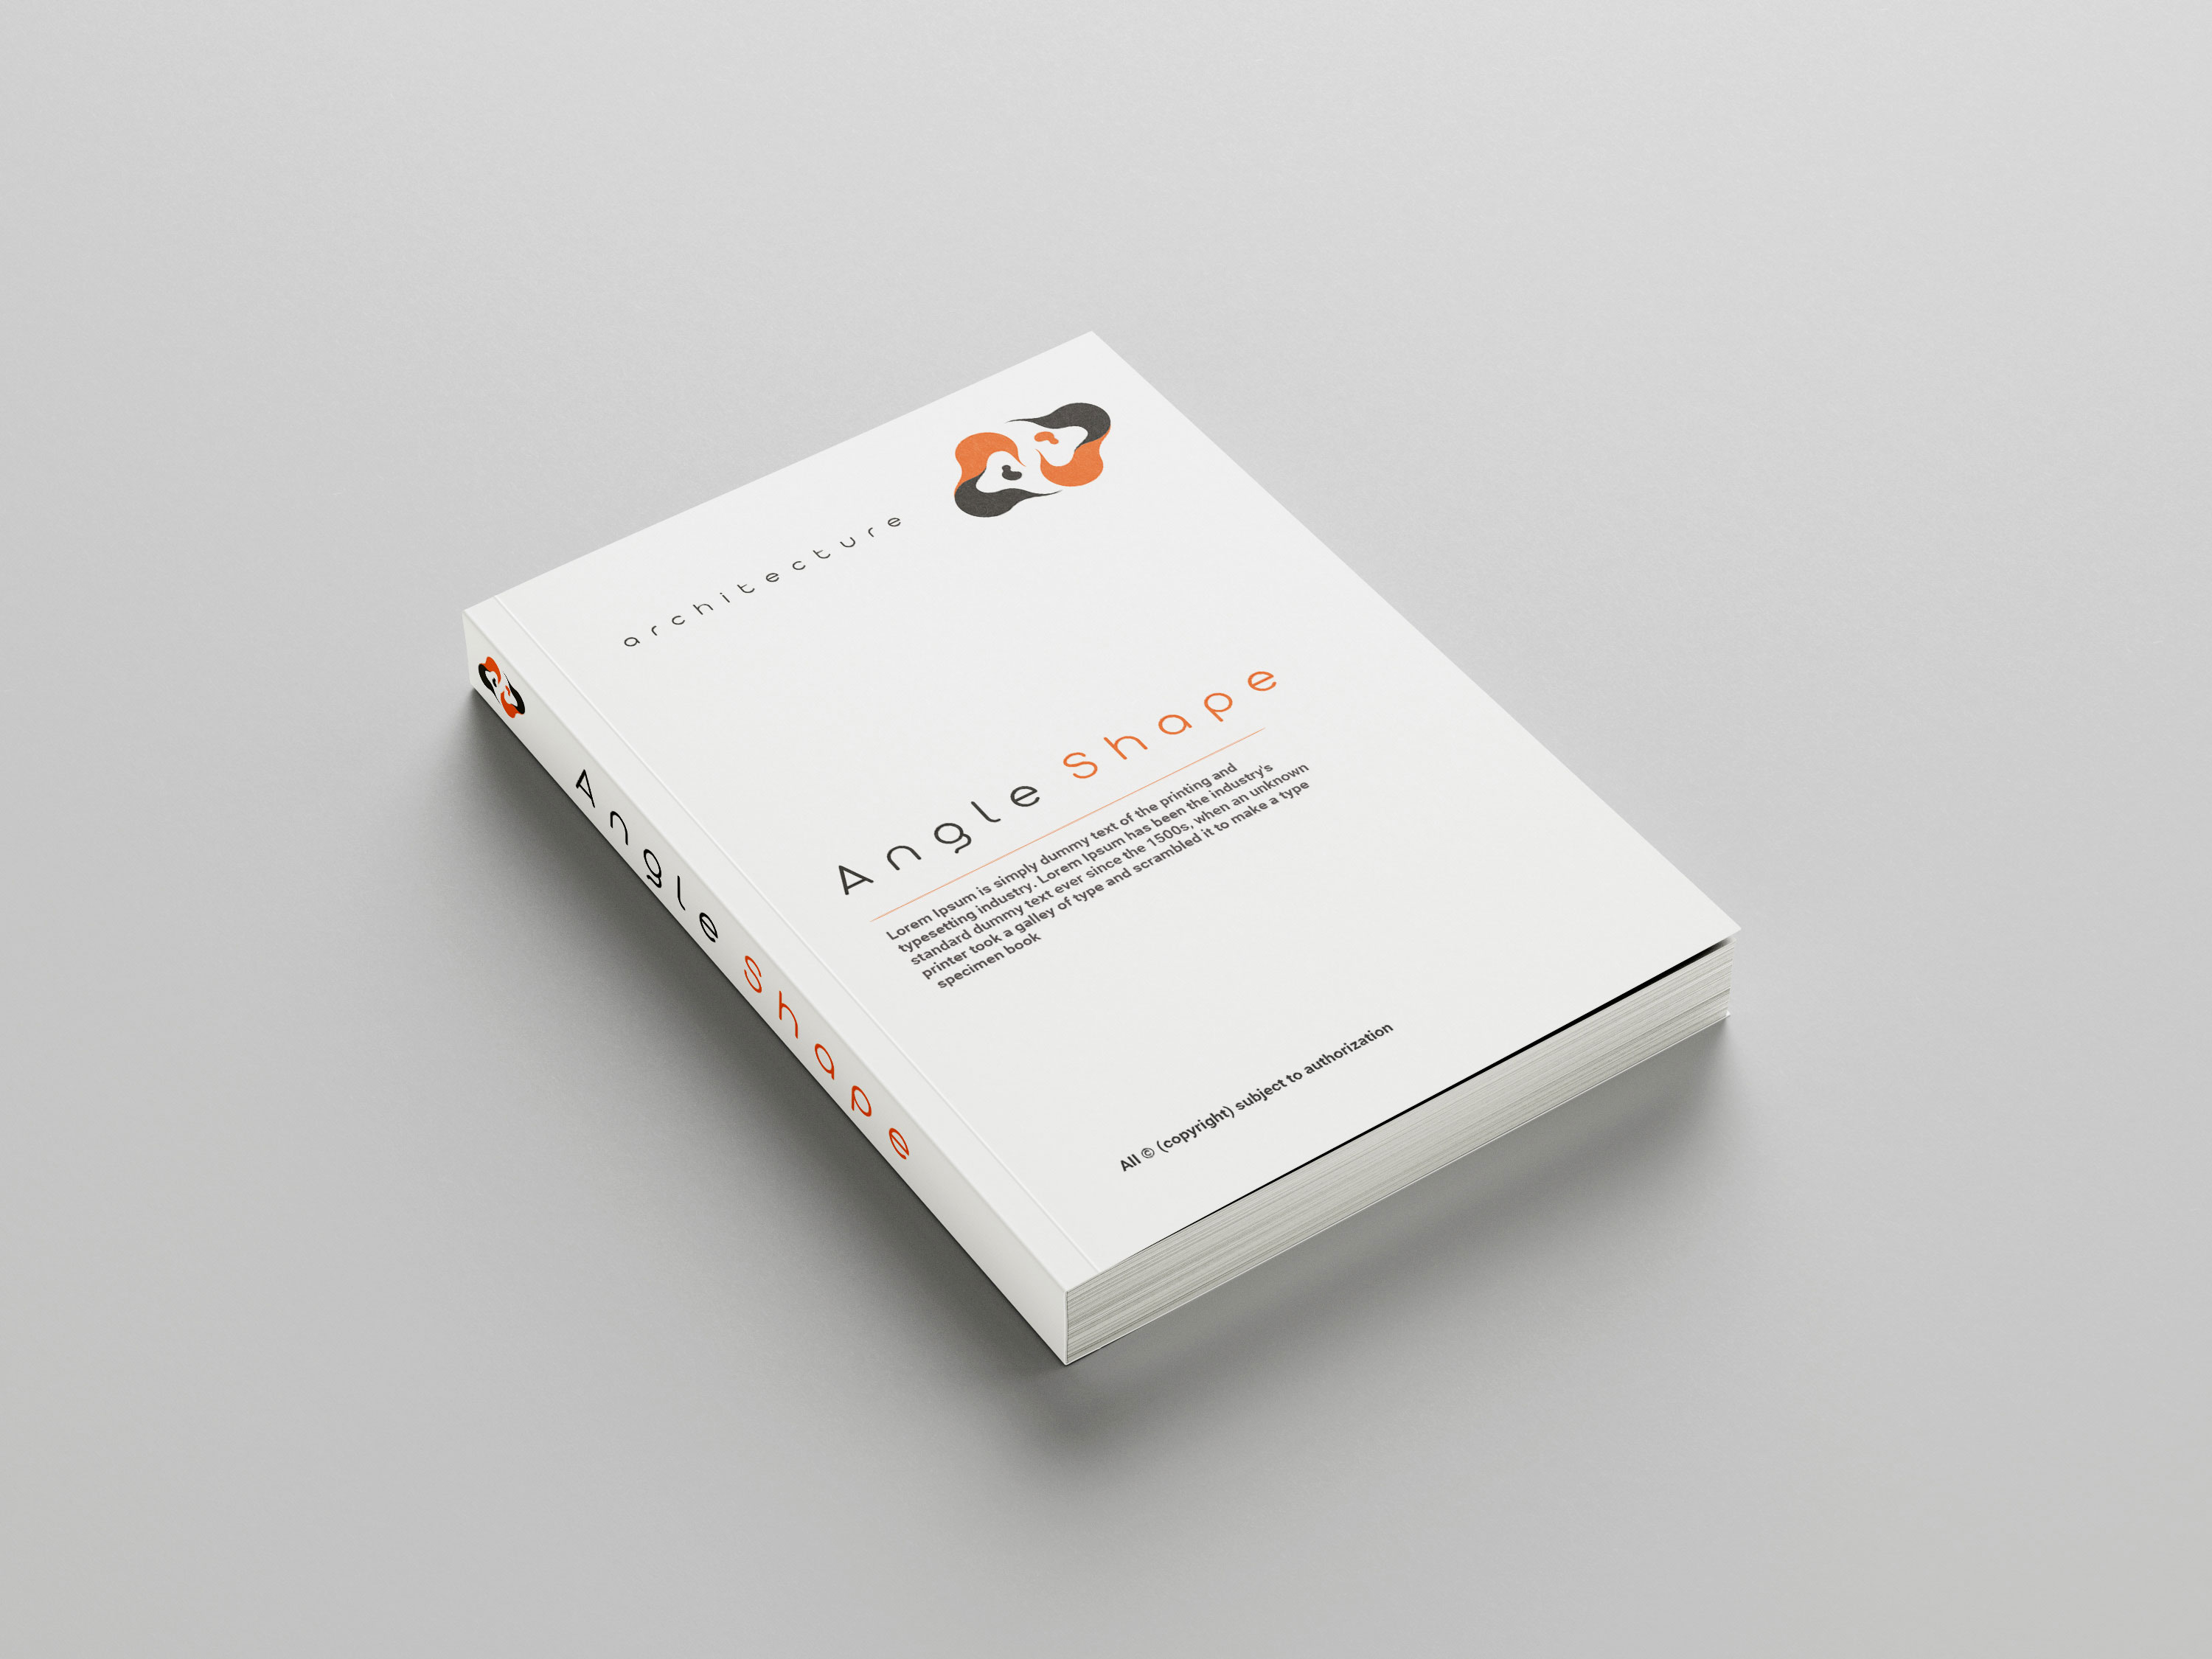 architecture
Angle Shape
Lorem Ipsum is simply dummy text of the printing and
typesetting industry. Lorem Ipsum has been the industry's
standard dummy text ever since the 1500s, when an unknown
printer took a galley of type and scrambled it to make a type
specimen book
All © (copyright) subject to authorization
Angle Shape